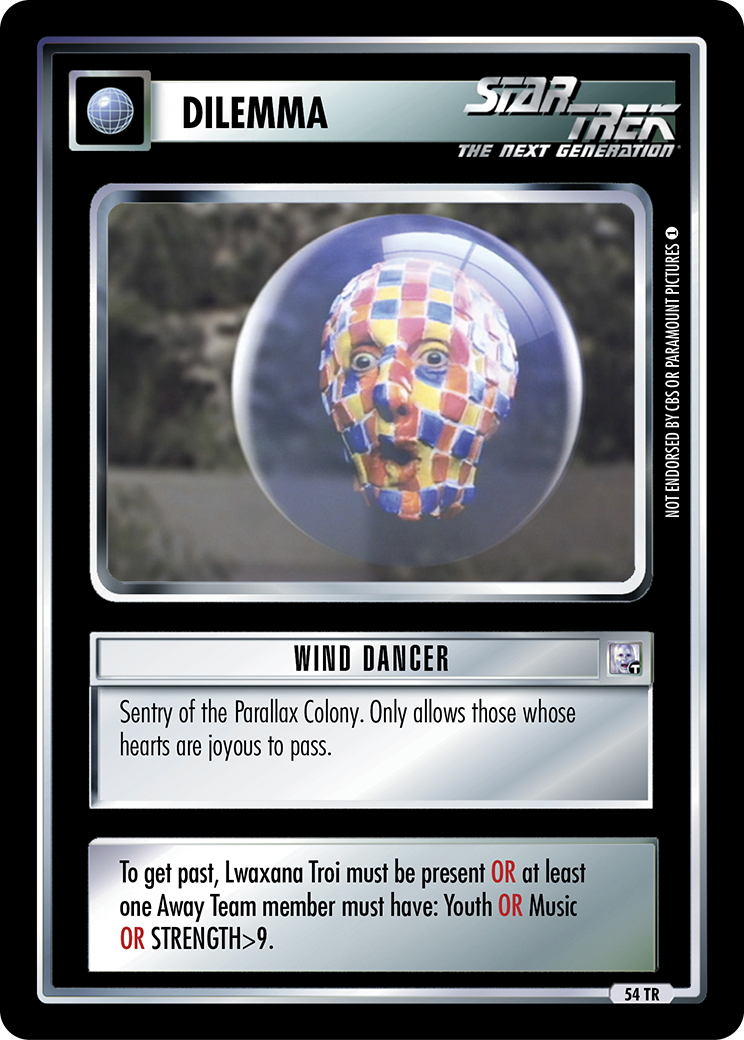 DILEMMA
STAR TREK
THE NEXT GENERATION
NOT ENDORSED BY CBS OR PARAMOUNT PICTURES 1
WIND DANCER
T
Sentry of the Parallax Colony. Only allows those whose
hearts are joyous to pass.
To get past, Lwaxana Troi must be present OR at least
one Away Team member must have: Youth OR Music
OR STRENGTH>9.
54 TR